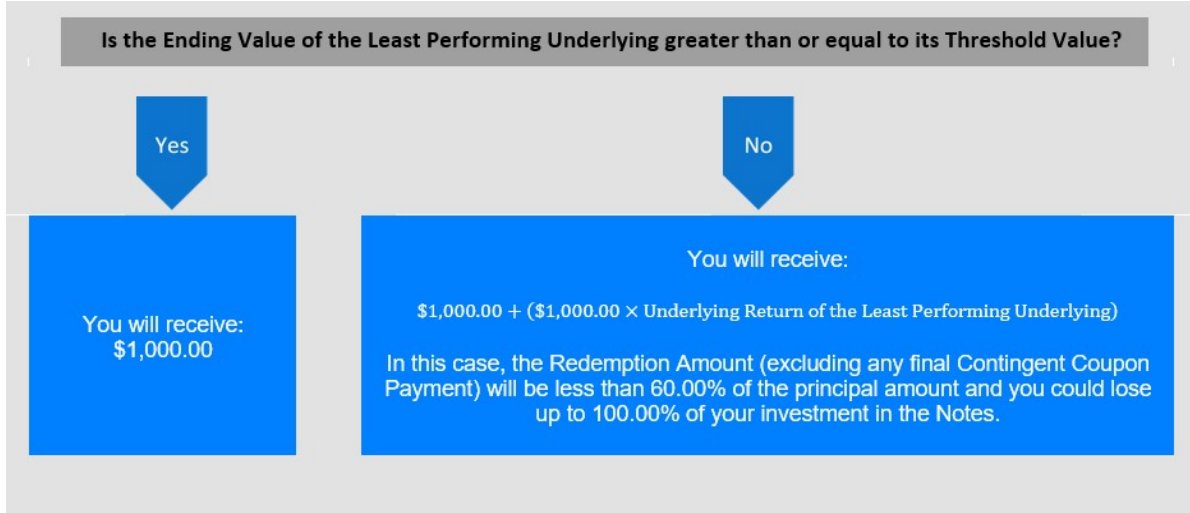 Is the Ending Value of the Least Performing Underlying greater than or equal to its Threshold Value?
Yes
No
You will receive:
$1,000.00
You will receive:
$1,000.00 + ($1,000.00 × Underlying Return of the Least Performing Underlying)
In this case, the Redemption Amount (excluding any final Contingent Coupon
Payment) will be less than 60.00% of the principal amount and you could lose
up to 100.00% of your investment in the Notes.